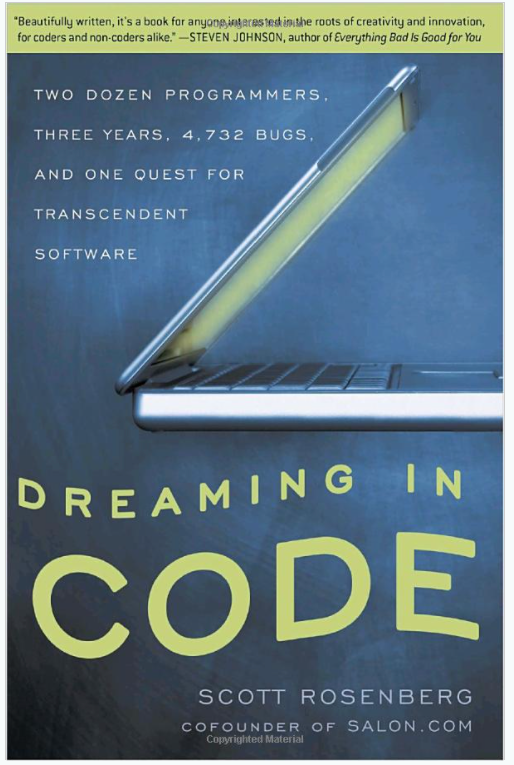 "Beautifully written, it's a book for anyone interested in the roots of creativity and innovation,
for coders and non-coders alike." —STEVEN JOHNSON, author of Everything Bad Is Good for You
Copyrighted Material
TWO DOZEN PROGRAMMERS,
THREE YEARS, 4,732 BUGS,
AND ONE QUEST FOR
TRANSCENDENT
SOFTWARE
DREAMING IN
CODE
SCOTT ROSENBERG
COFOUNDER OF SALON.COM
Copyrighted Material